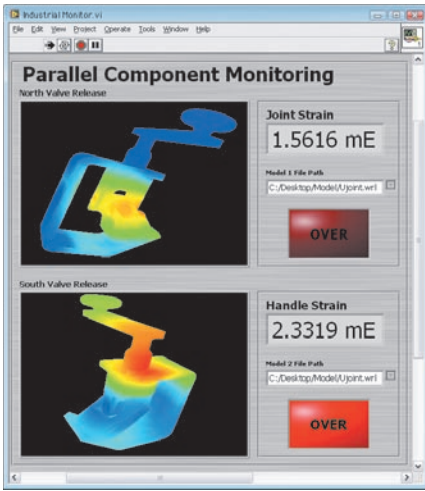 Industrial Monitor.vi
File Edit View Project Operate Tools Window Help
Parallel Component Monitoring
North Valve Release
Joint Strain
1.5616 mE
Model 1 File Path
C:/Desktop/Model/Ujoint.wrl
OVER
South Valve Release
Handle Strain
2.3319 mE
Model 2 File Path
C:/Desktop/Model/Ujoint.wrl
OVER